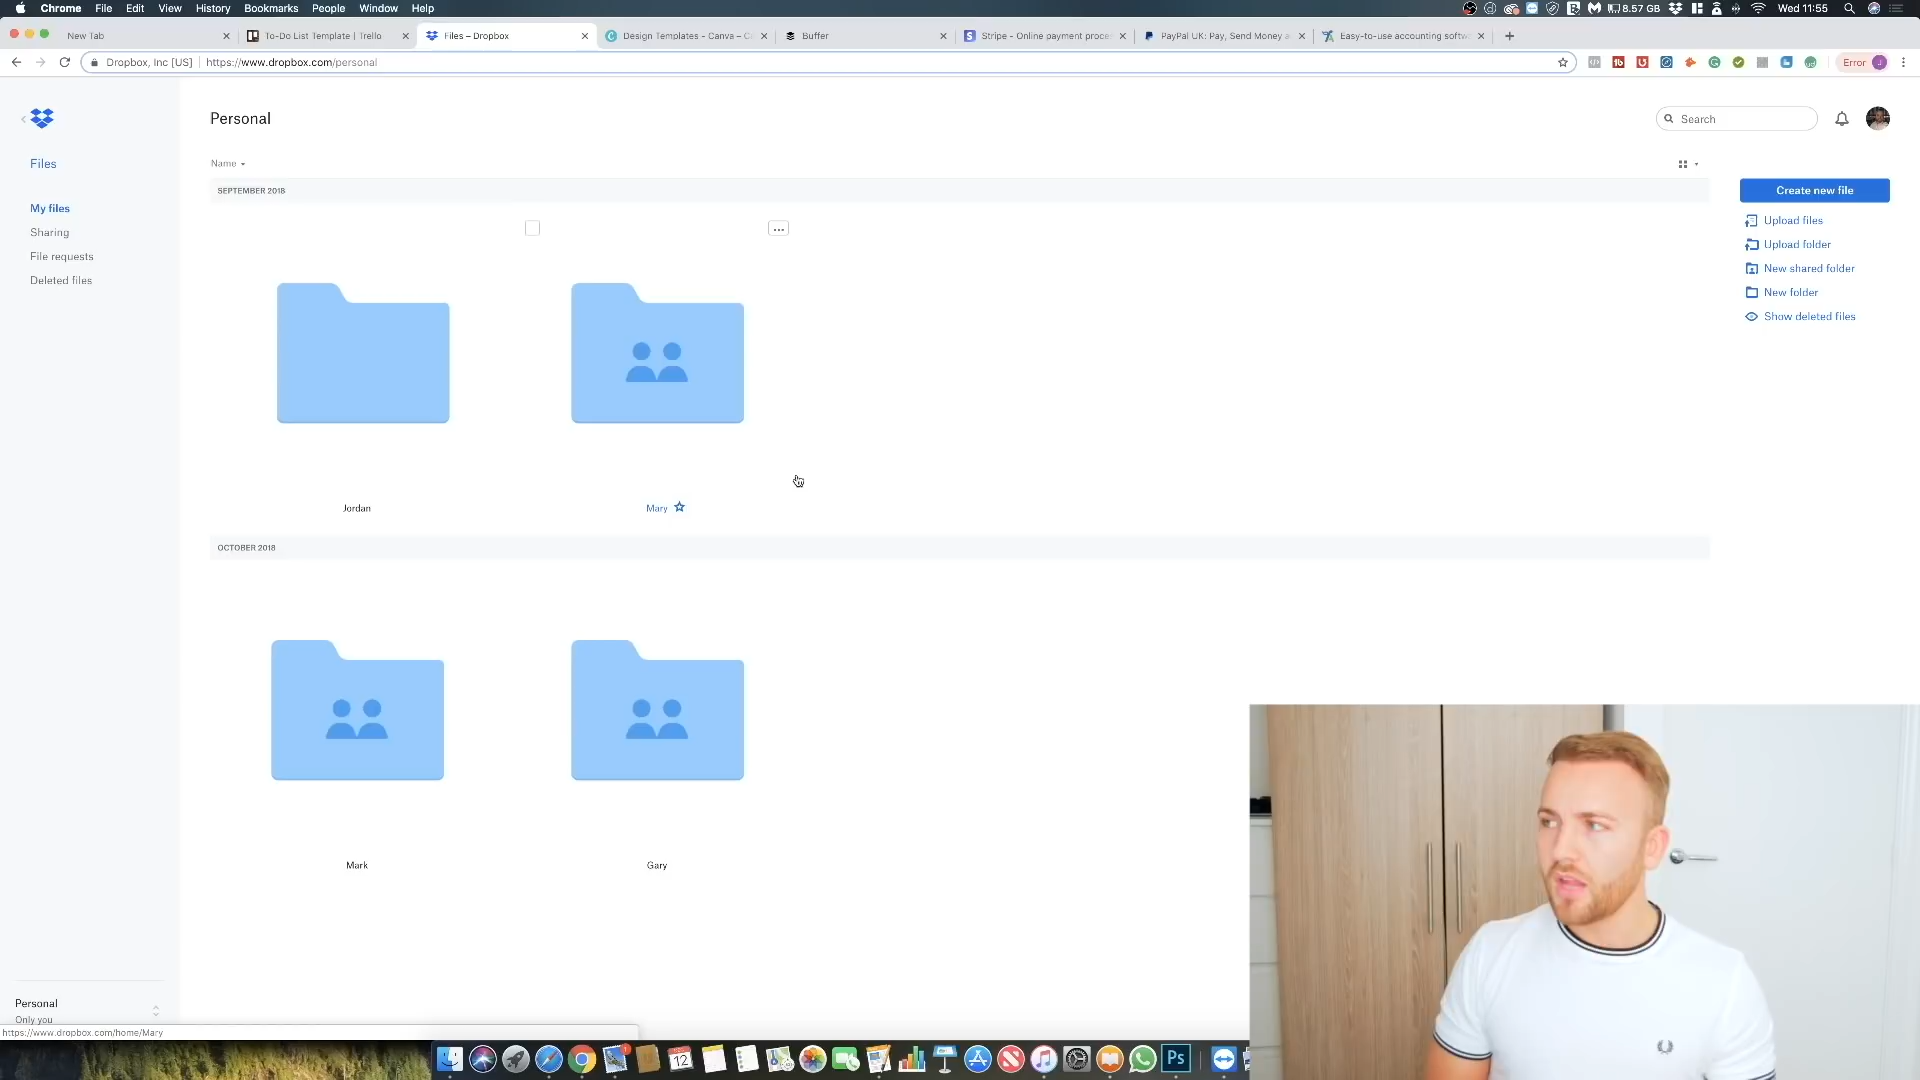 Chrome File Edit View History Bookmarks People Window Help
8.57 GB
Wed 11:55
New Tab
To-Do List Template | Trello
Files – Dropbox
Design Templates - Canva – C
Buffer
Stripe - Online payment proce
PayPal UK: Pay, Send Money a
Easy-to-use accounting softw
Dropbox, Inc [US] https://www.dropbox.com/personal
Error J
Personal
Search
Files
Name
SEPTEMBER 2018
Create new file
My files
Upload files
Sharing
Upload folder
File requests
New shared folder
Deleted files
New folder
Show deleted files
Jordan
Mary
OCTOBER 2018
Mark
Gary
Personal
Only you
https://www.dropbox.com/home/Mary
12
Ps